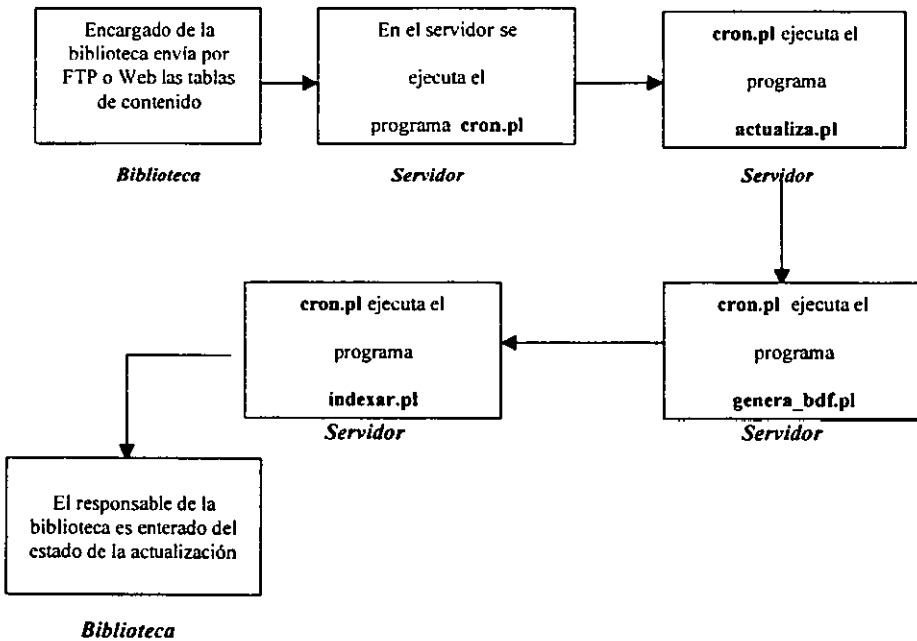 Encargado de la
biblioteca envía por
FTP o Web las tablas
de contenido
Biblioteca
En el servidor se
ejecuta el
programa cron.pl
Servidor
cron.pl ejecuta el
programa
actualiza.pl
Servidor
cron.pl ejecuta el
programa
genera_bdf.pl
Servidor
cron.pl ejecuta el
programa
indexar.pl
Servidor
El responsable de la
biblioteca es enterado del
estado de la actualización
Biblioteca